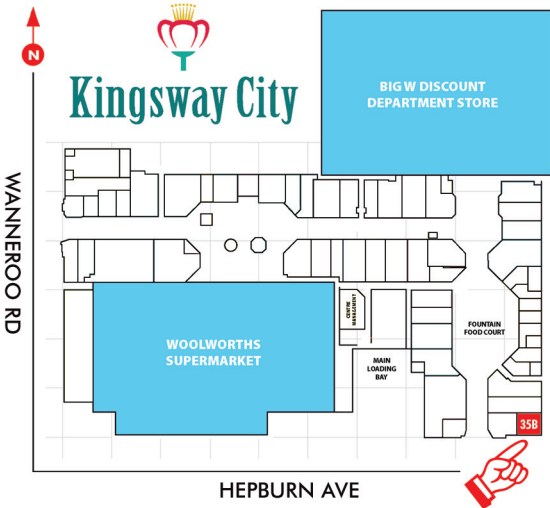 N
Kingsway City
BIG W DISCOUNT
DEPARTMENT STORE
WANNEROO RD
CENTRE
MANAGEMENT
WOOLWORTHS
SUPERMARKET
MAIN
LOADING
BAY
FOUNTAIN
FOOD COURT
35B
HEPBURN AVE